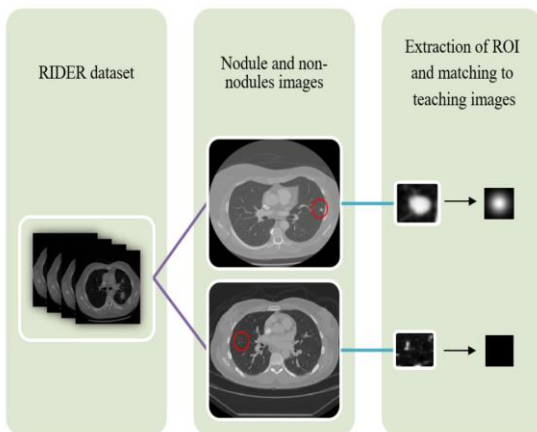 RIDER dataset
Nodule and non-
nodules images
Extraction of ROI
and matching to
teaching images